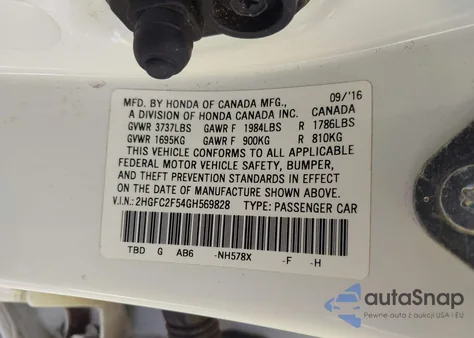 09/'16
MFD. BY HONDA OF CANADA MFG.,
A DIVISION OF HONDA CANADA INC. CANADA
GVWR 3737LBS GAWR F 1984LBS R 1786LBS
GVWR 1695KG GAWR F 900KG R 810KG
THIS VEHICLE CONFORMS TO ALL APPLICABLE
FEDERAL MOTOR VEHICLE SAFETY, BUMPER,
AND THEFT PREVENTION STANDARDS IN EFFECT
ON THE DATE OF MANUFACTURE SHOWN ABOVE.
V.I.N.: 2HGFC2F54GH569828 TYPE: PASSENGER CAR
TBD G AB6 -NH578X -F -H
autoSnap
Pewne auta z aukcji USA i EU